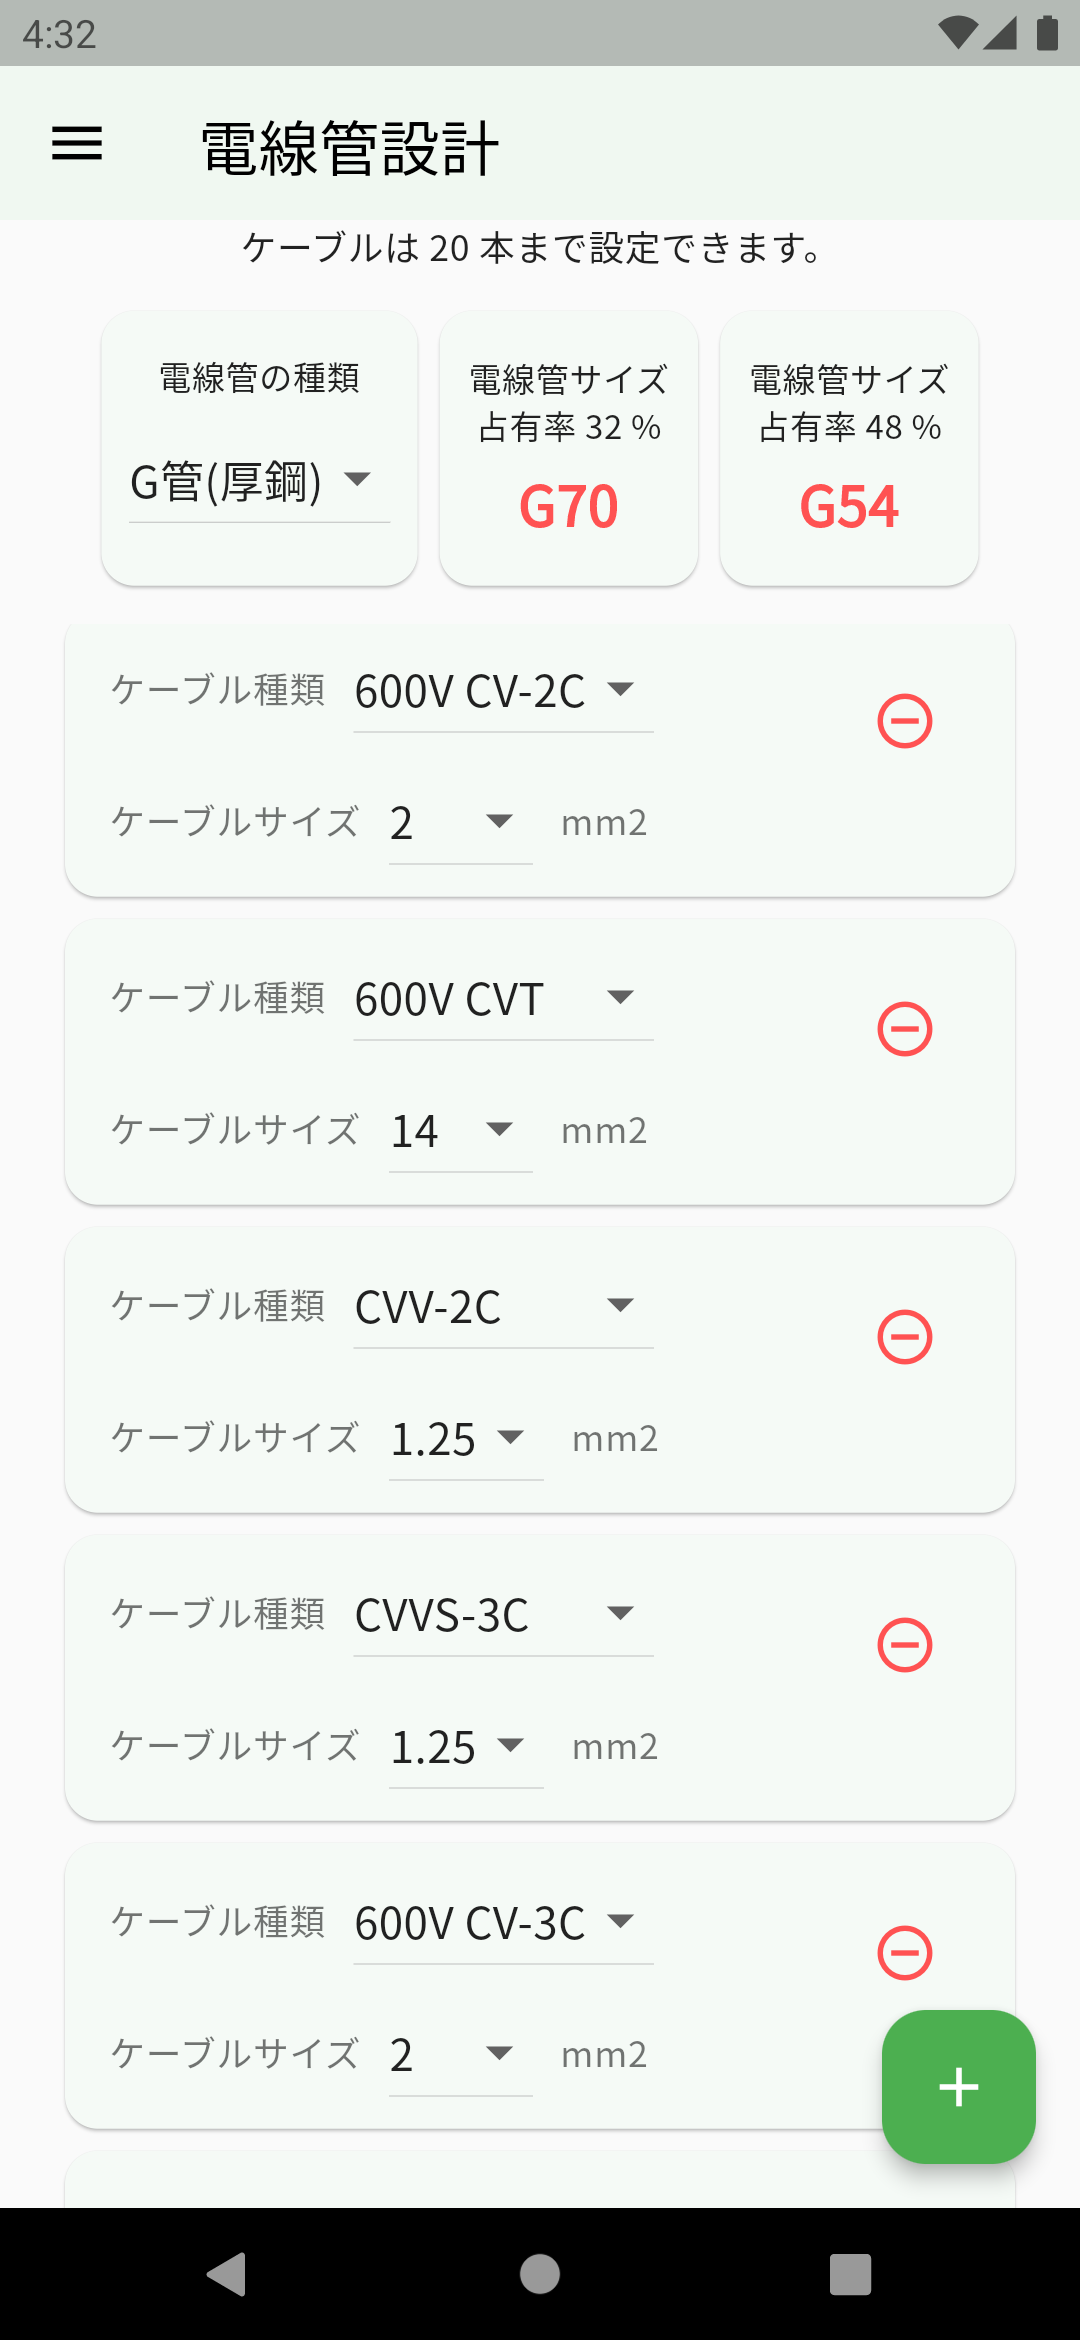 4:32
電線管設計
ケーブルは 20 本まで設定できます。
電線管の種類
G管(厚鋼)
電線管サイズ
占有率 32 %
G70
電線管サイズ
占有率 48 %
G54
ケーブル種類 600V CV-2C
ケーブルサイズ 2 mm2
ケーブル種類 600V CVT
ケーブルサイズ 14 mm2
ケーブル種類 CVV-2C
ケーブルサイズ 1.25 mm2
ケーブル種類 CVVS-3C
ケーブルサイズ 1.25 mm2
ケーブル種類 600V CV-3C
ケーブルサイズ 2 mm2